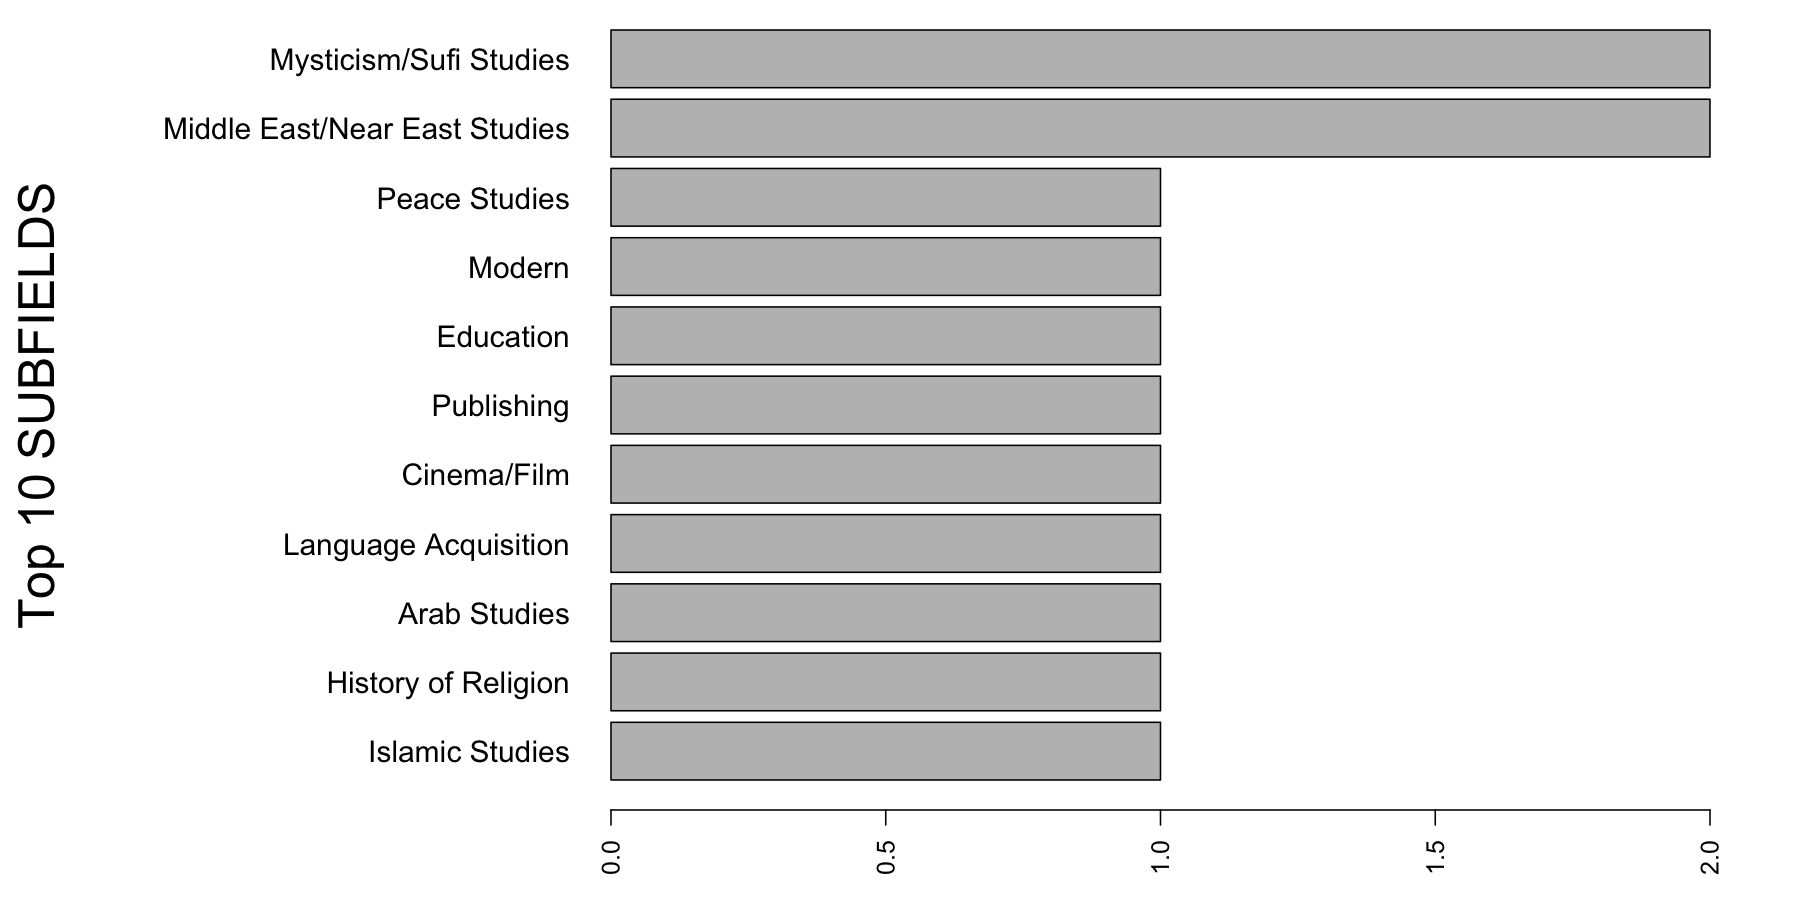 Top 10 SUBFIELDS
Mysticism/Sufi Studies
Middle East/Near East Studies
Peace Studies
Modern
Education
Publishing
Cinema/Film
Language Acquisition
Arab Studies
History of Religion
Islamic Studies
0.0
0.5
1.0
1.5
2.0